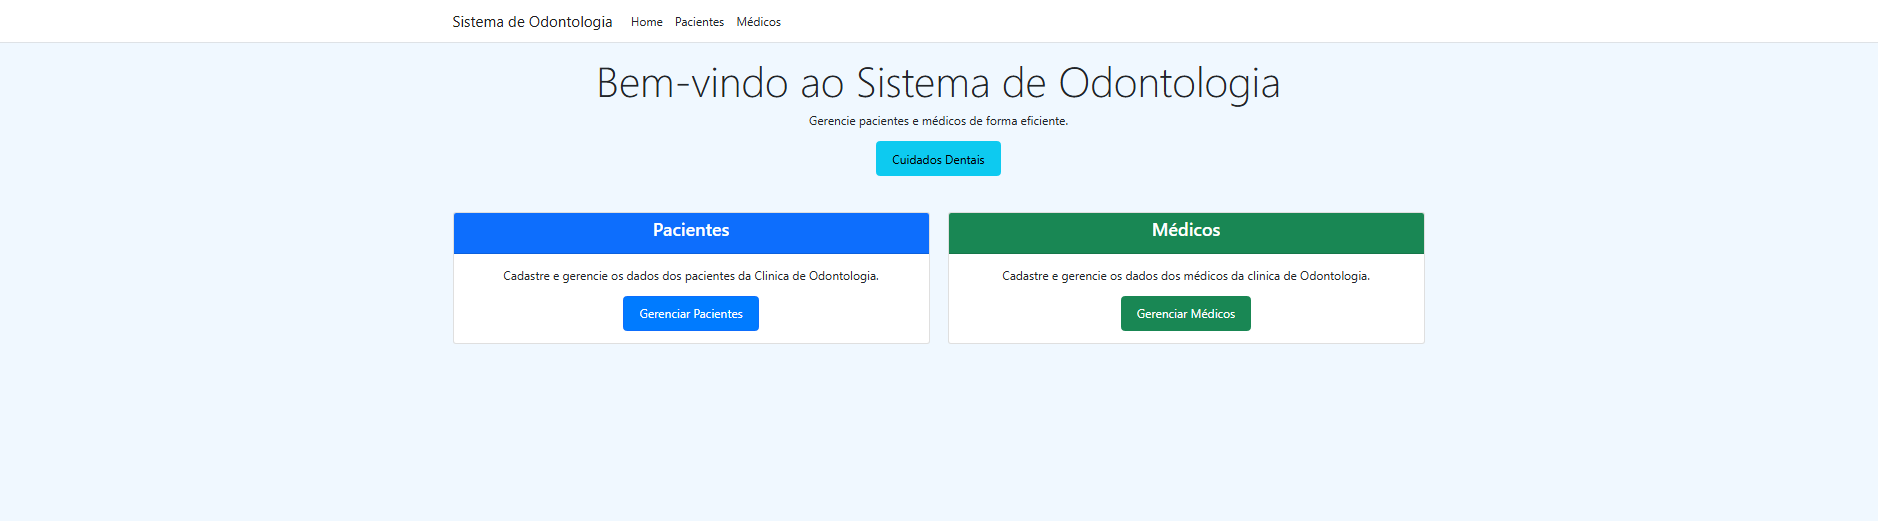 Sistema de Odontologia Home Pacientes Médicos
Bem-vindo ao Sistema de Odontologia
Gerencie pacientes e médicos de forma eficiente.
Cuidados Dentais
Pacientes
Cadastre e gerencie os dados dos pacientes da Clinica de Odontologia.
Gerenciar Pacientes
Médicos
Cadastre e gerencie os dados dos médicos da clinica de Odontologia.
Gerenciar Médicos